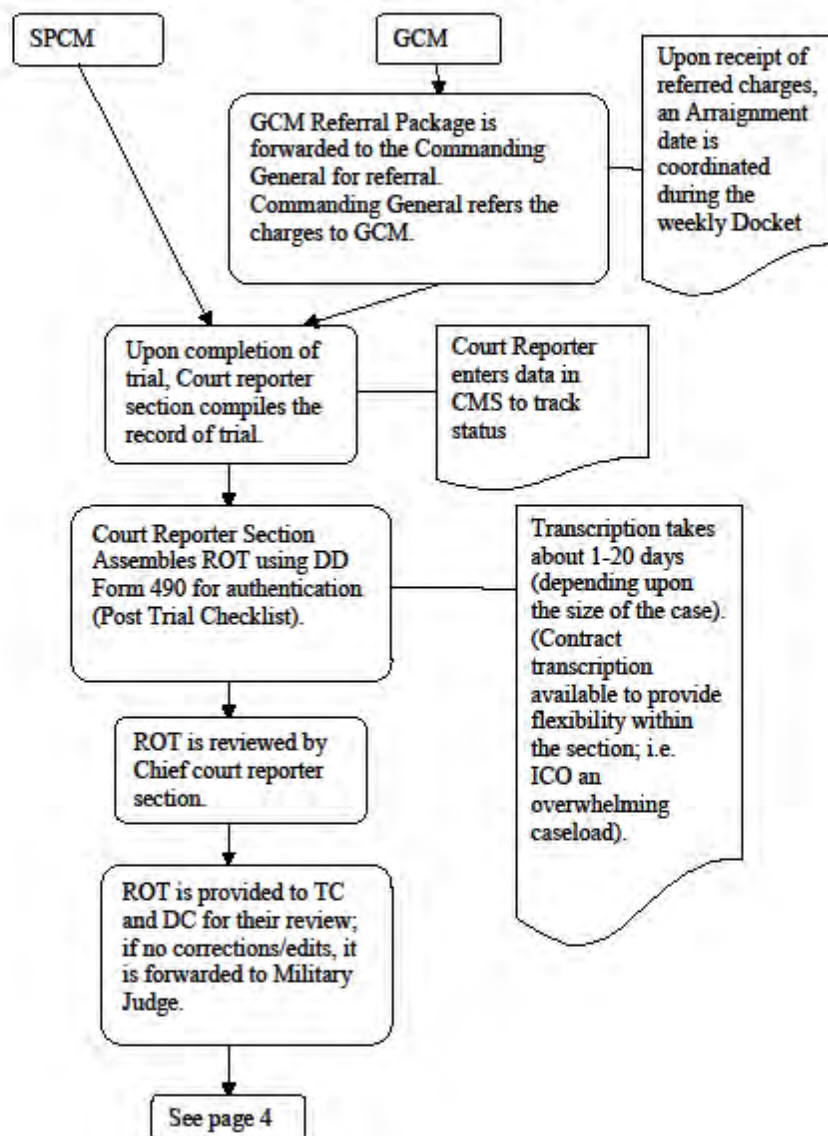 SPCM
GCM
Upon receipt of
referred charges,
an Arraignment
date is
coordinated
during the
weekly Docket
GCM Referral Package is
forwarded to the Commanding
General for referral.
Commanding General refers the
charges to GCM.
Upon completion of
trial, Court reporter
section compiles the
record of trial.
Court Reporter
enters data in
CMS to track
status
Court Reporter Section
Assembles ROT using DD
Form 490 for authentication
(Post Trial Checklist).
Transcription takes
about 1-20 days
(depending upon
the size of the case).
(Contract
transcription
available to provide
flexibility within
the section; i.e.
ICO an
overwhelming
caseload).
ROT is reviewed by
Chief court reporter
section.
ROT is provided to TC
and DC for their review;
if no corrections/edits, it
is forwarded to Military
Judge.
See page 4